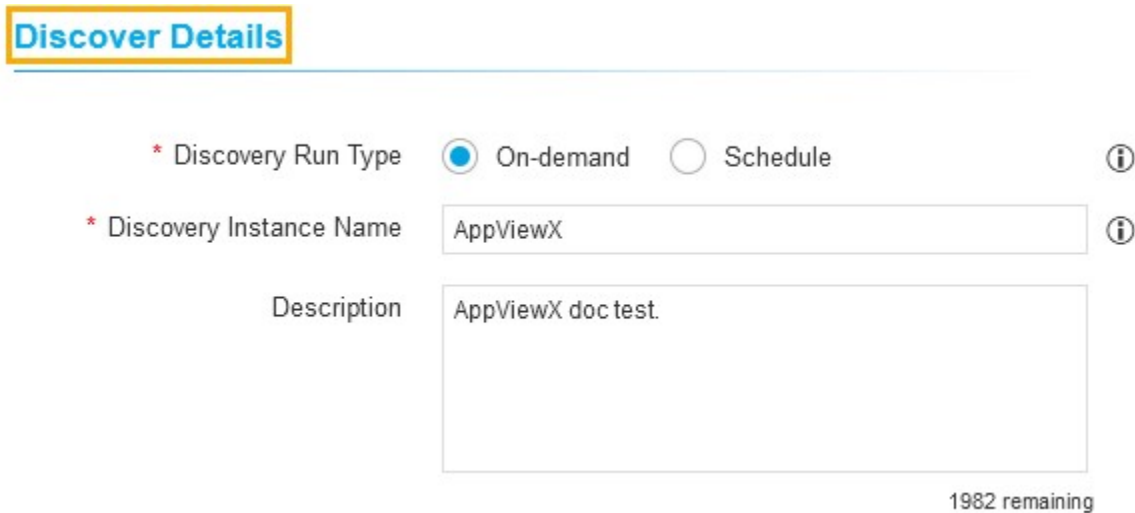 Discover Details
* Discovery Run Type On-demand Schedule
* Discovery Instance Name AppViewX
Description AppViewX doc test.
1982 remaining